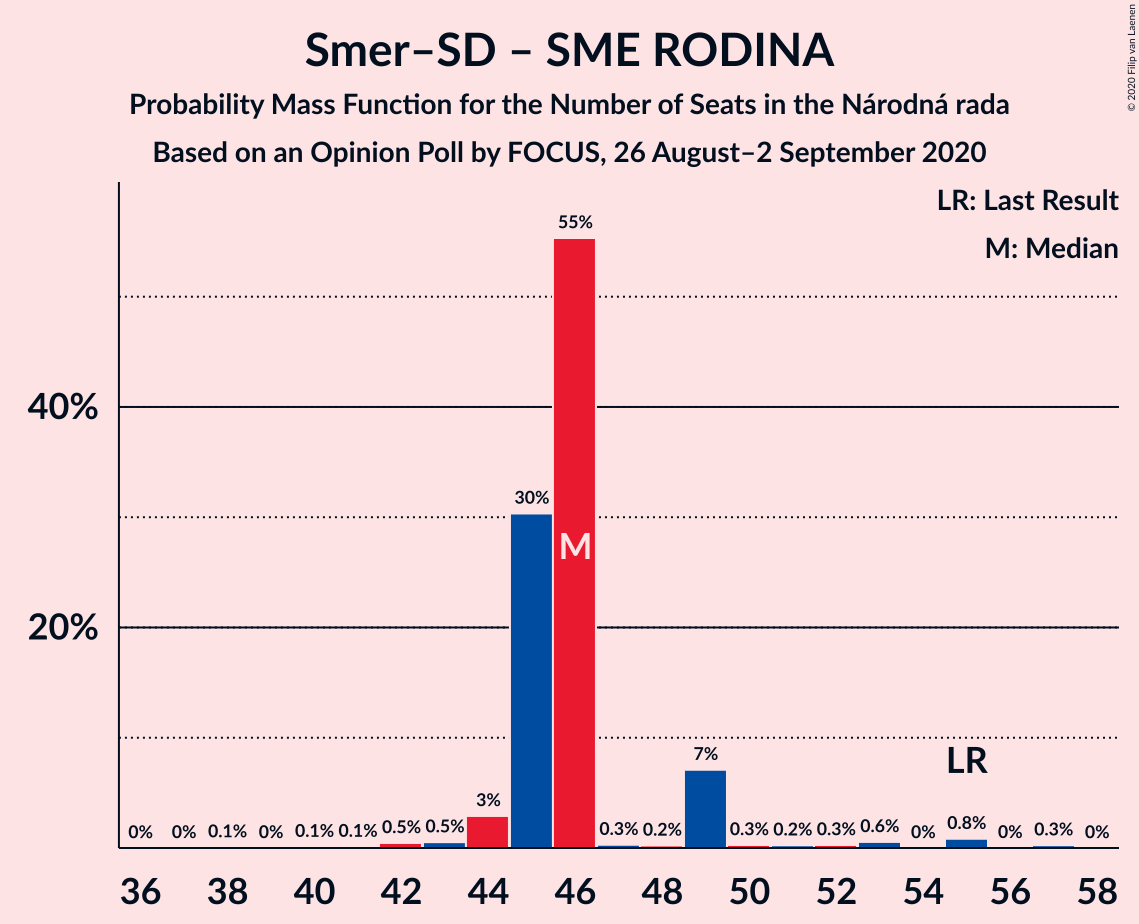 Smer–SD – SME RODINA
Probability Mass Function for the Number of Seats in the Národná rada
Based on an Opinion Poll by FOCUS, 26 August–2 September 2020
© 2020 Filip van Laenen
LR: Last Result
M: Median
55%
40%
30%
M
20%
7%
LR
3%
0% 0% 0.1% 0% 0.1% 0.1% 0.5% 0.5% 0.3% 0.2% 0.3% 0.2% 0.3% 0.6% 0% 0.8% 0% 0.3% 0%
36 38 40 42 44 46 48 50 52 54 56 58